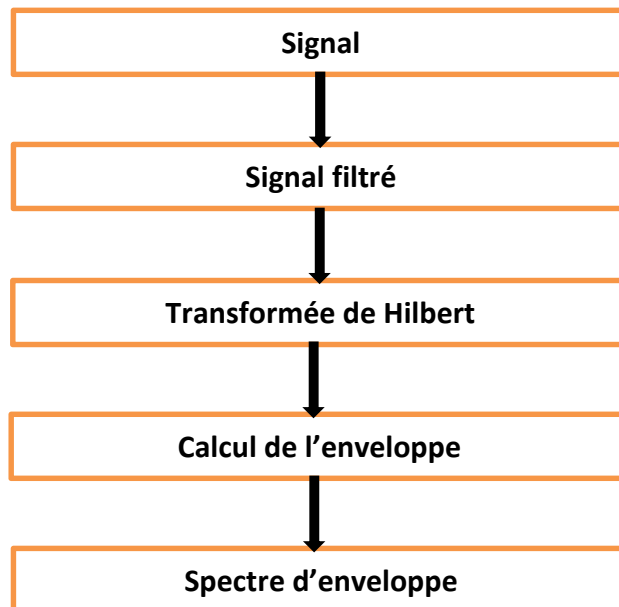 Signal
Signal filtré
Transformée de Hilbert
Calcul de l’enveloppe
Spectre d’enveloppe